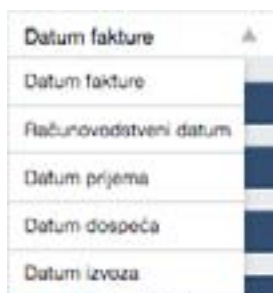 Datum fakture
Datum fakture
Računovodstveni datum
Datum prijema
Datum dospeća
Datum izvoza